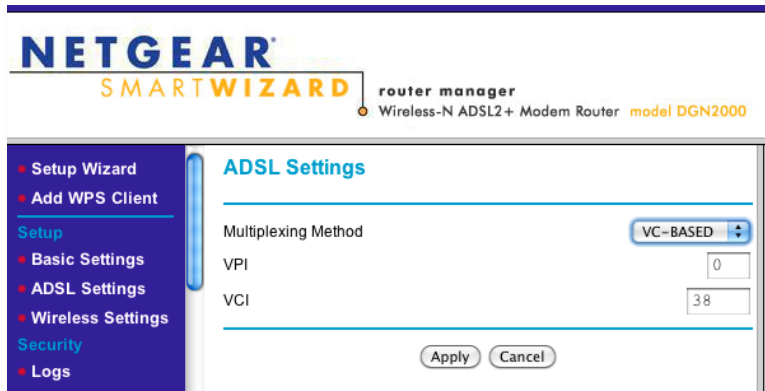 NETGEAR
SMARTWIZARD
router manager
Wireless-N ADSL2+ Modem Router model DGN2000
Setup Wizard
Add WPS Client
Setup
Basic Settings
ADSL Settings
Wireless Settings
Security
Logs
ADSL Settings
Multiplexing Method VC-BASED
VPI 0
VCI 38
Apply Cancel